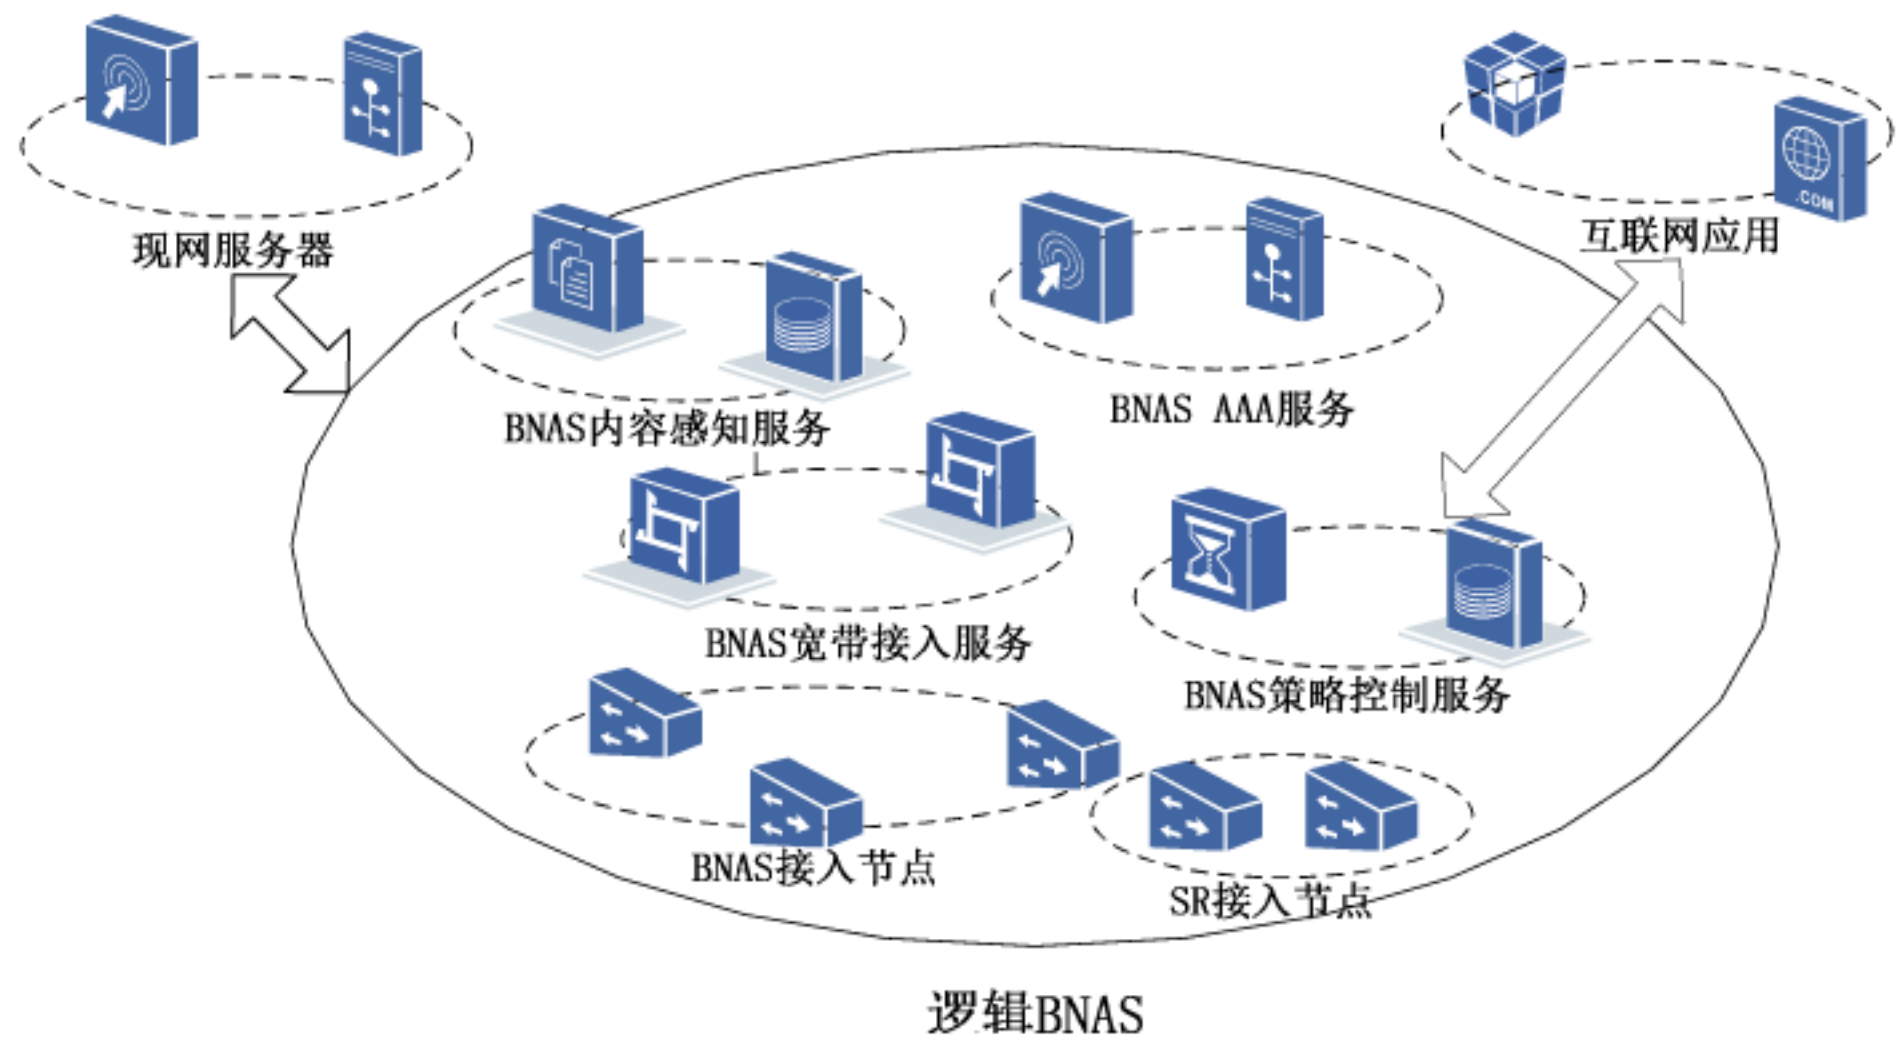 现网服务器
.COM
互联网应用
BNAS内容感知服务
BNAS AAA服务
BNAS宽带接入服务
BNAS策略控制服务
BNAS接入节点
SR接入节点
逻辑BNAS